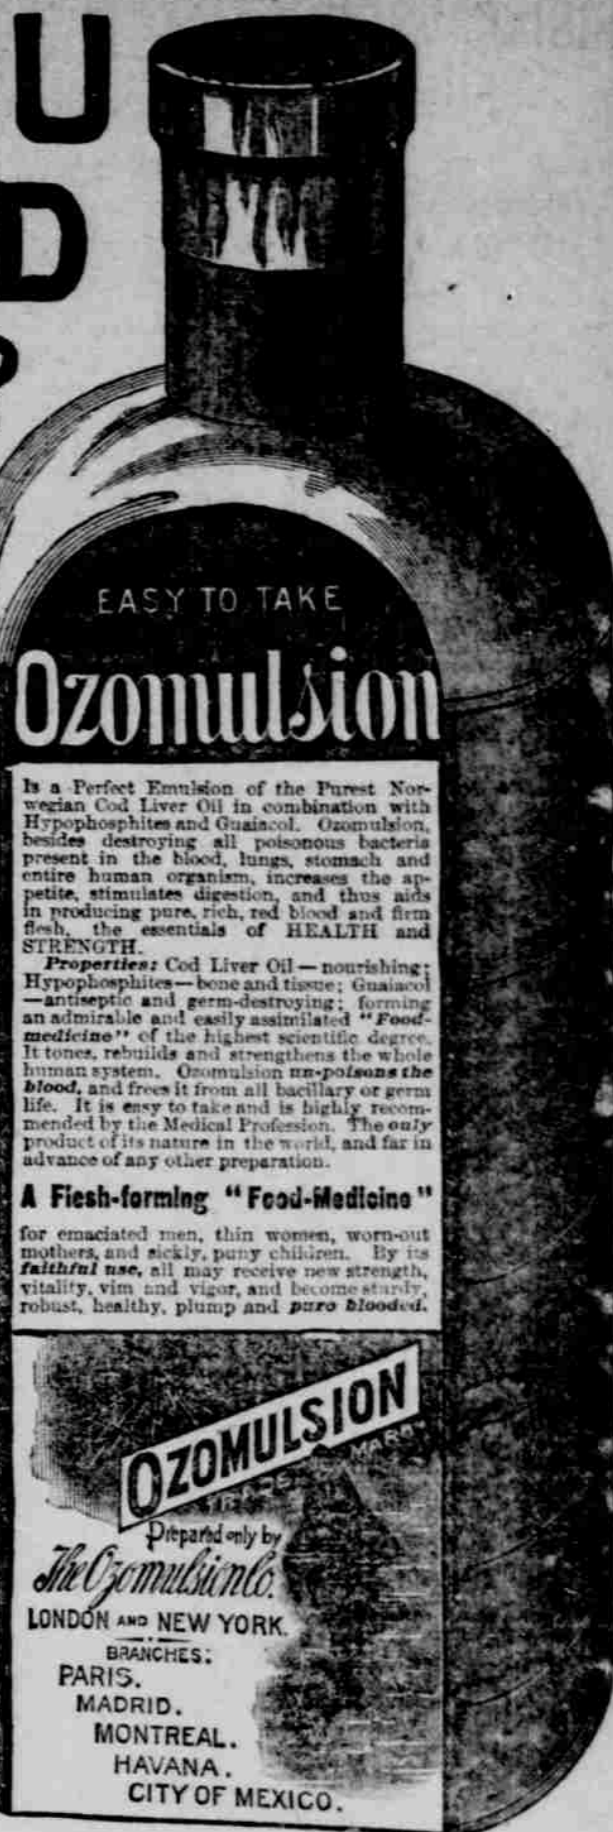 U
D
?
EASY TO TAKE
Ozomulsion
Is a Perfect Emulsion of the Purest Nor-
wegian Cod Liver Oil in combination with
Hypophosphites and Guaiacol. Ozomulsion,
besides destroying all poisonous bacteria
present in the blood, lungs, stomach and
entire human organism, increases the ap-
petite, stimulates digestion, and thus aids
in producing pure, rich, red blood and firm
flesh, the essentials of HEALTH and
STRENGTH.
Properties: Cod Liver Oil — nourishing;
Hypophosphites—bone and tissue; Guaiacol
—antiseptic and germ-destroying; forming
an admirable and easily assimilated "Food-
medicine" of the highest scientific degree.
It tones, rebuilds and strengthens the whole
human system. Ozomulsion un-poisons the
blood, and frees it from all bacillary or germ
life. It is easy to take and is highly recom-
mended by the Medical Profession. The only
product of its nature in the world, and far in
advance of any other preparation.
A Flesh-forming "Food-Medicine"
for emaciated men, thin women, worn-out
mothers, and sickly, puny children. By its
faithful use, all may receive new strength,
vitality, vim and vigor, and become sturdy,
robust, healthy, plump and pure blooded.
OZOMULSION
MARK
Prepared only by
The Ozomulsion Co.
LONDON AND NEW YORK.
BRANCHES:
PARIS.
MADRID.
MONTREAL.
HAVANA.
CITY OF MEXICO.